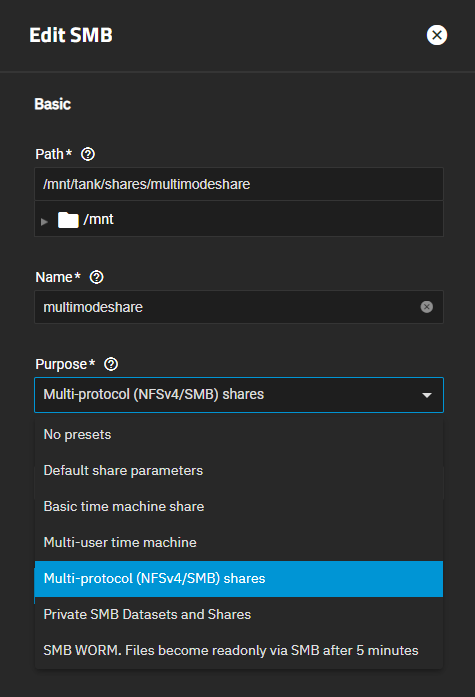 Edit SMB
Basic
Path*
/mnt/tank/shares/multimodeshare
/mnt
Name*
multimodeshare
Purpose*
Multi-protocol (NFSv4/SMB) shares
No presets
Default share parameters
Basic time machine share
Multi-user time machine
Multi-protocol (NFSv4/SMB) shares
Private SMB Datasets and Shares
SMB WORM. Files become readonly via SMB after 5 minutes